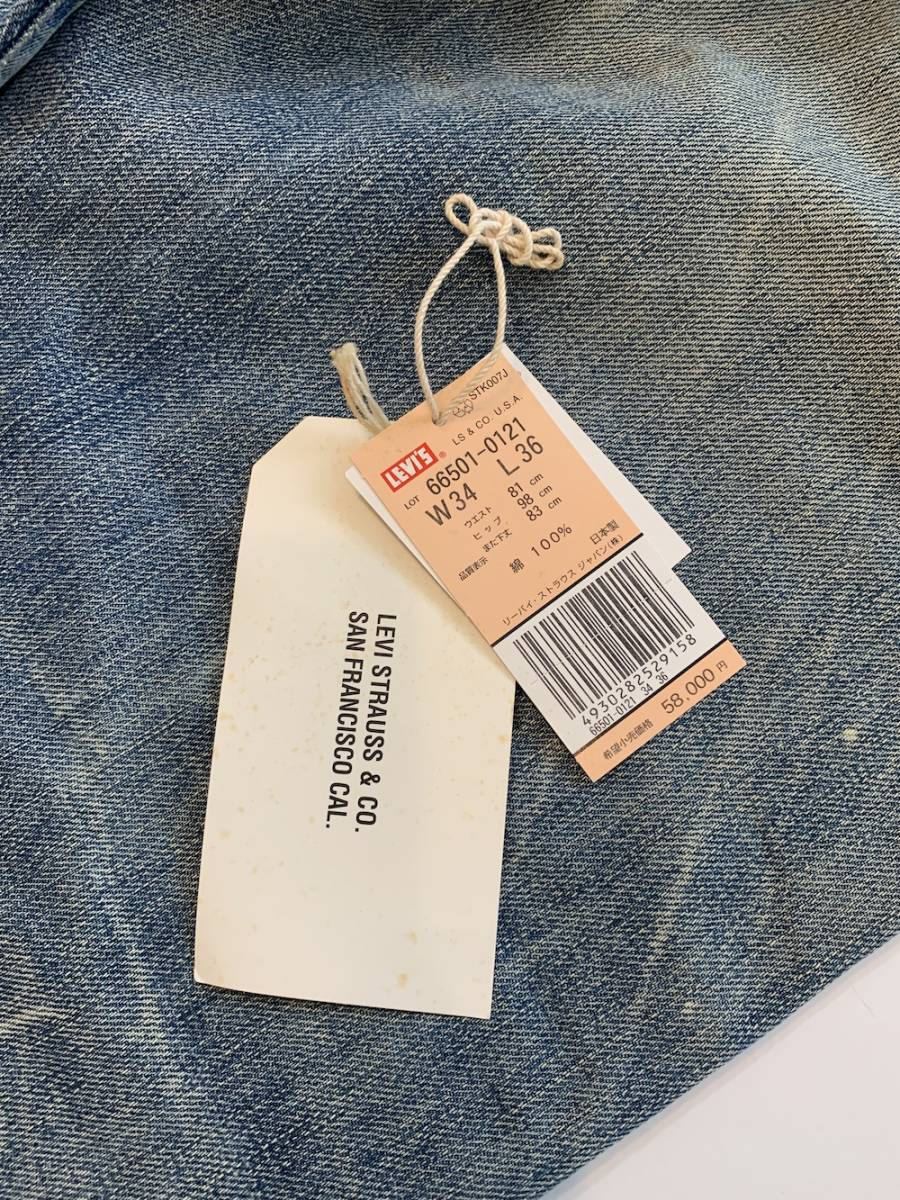 STK007J
LS & CO. U.S.A.
LEVI'S ®
LOT 66501-0121
W34 L36
ウエスト 81 cm
ヒップ 98 cm
また下丈 83 cm
品質表示 綿 100% 日本製
リーバイ・ストラウス ジャパン(株)
4930282529158
66501-0121 34 36
希望小売価格 58,000 円
LEVI STRAUSS & CO.
SAN FRANCISCO CAL.